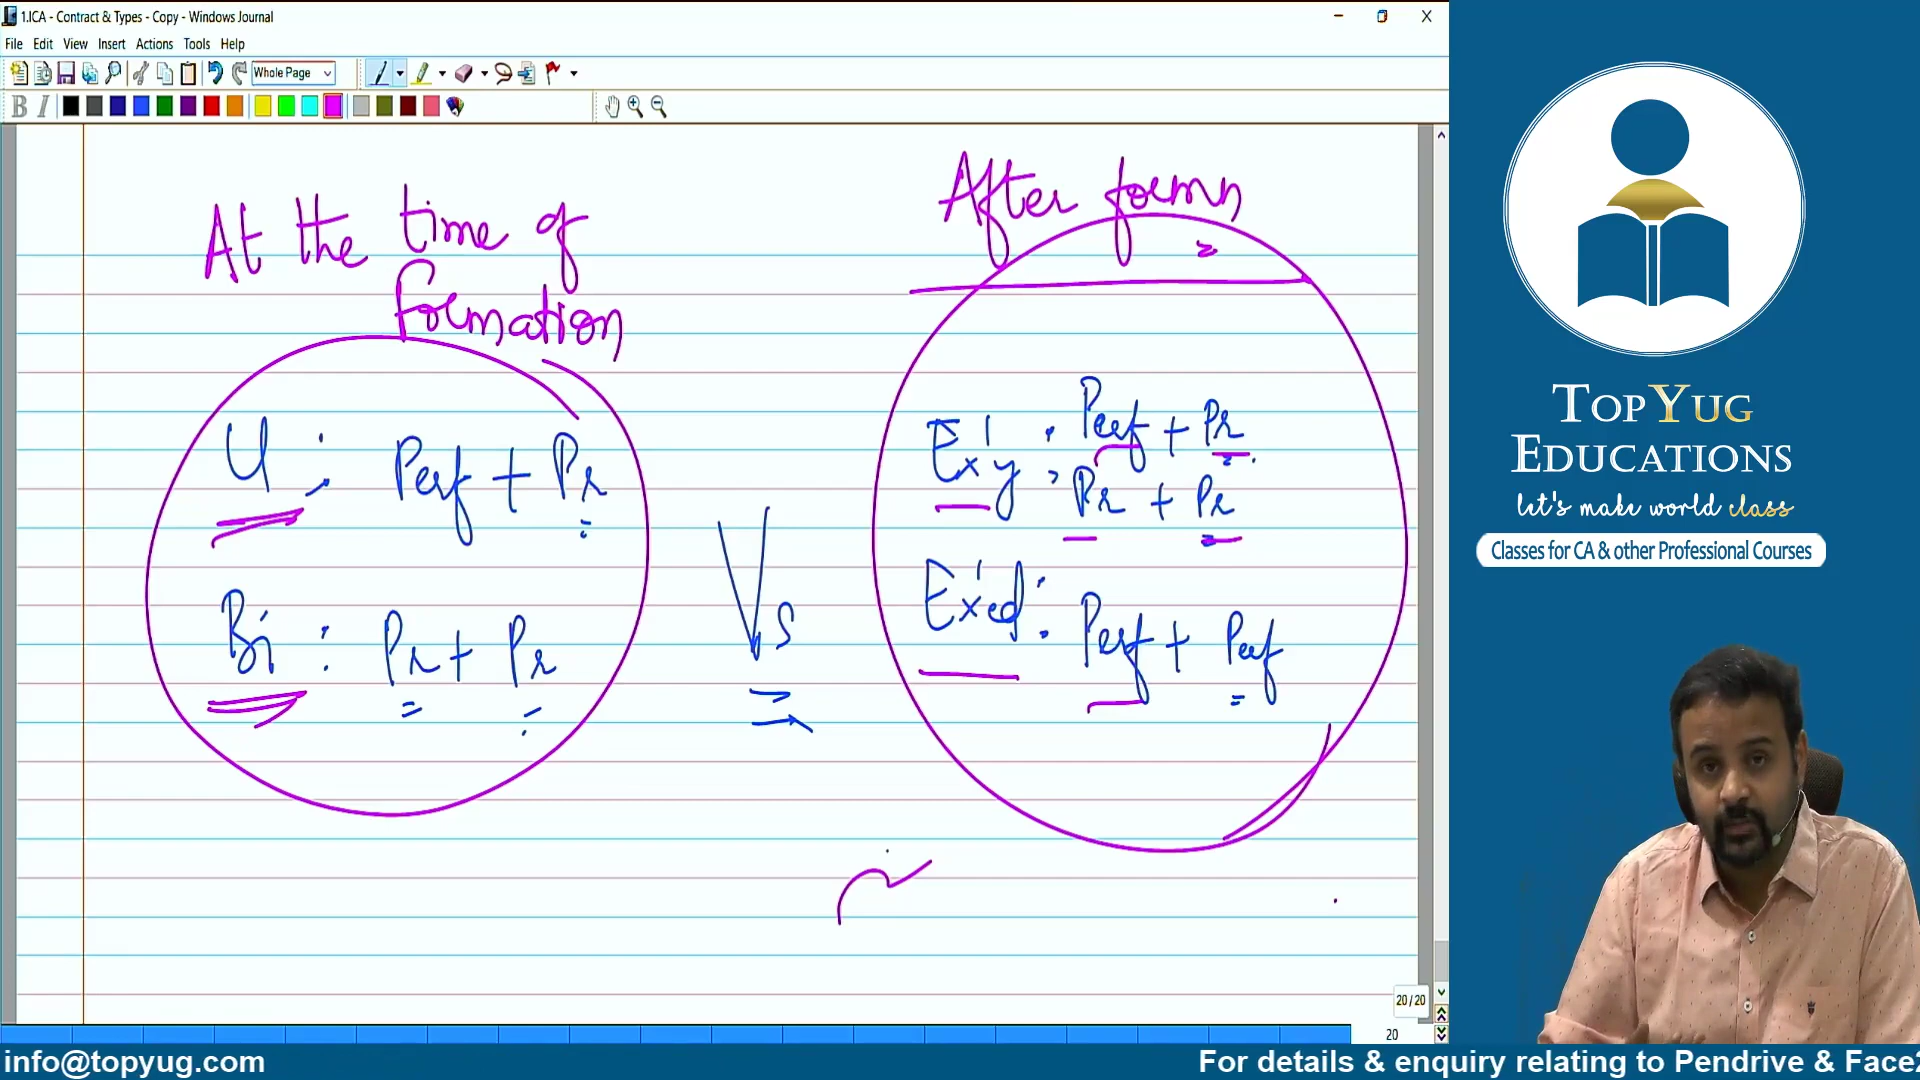 1.ICA - Contract & Types - Copy - Windows Journal
File Edit View Insert Actions Tools Help
Whole Page
B I
At the time of
formation
After formn
U : Perf + Pr
Bi : Pr + Pr
Vs
Ex'y : Perf + Pr
Pr + Pr
Ex'ed : Perf + Perf
20/20
20
TOPYUG
EDUCATIONS
let's make world class
Classes for CA & other Professional Courses
info@topyug.com
For details & enquiry relating to Pendrive & Face2